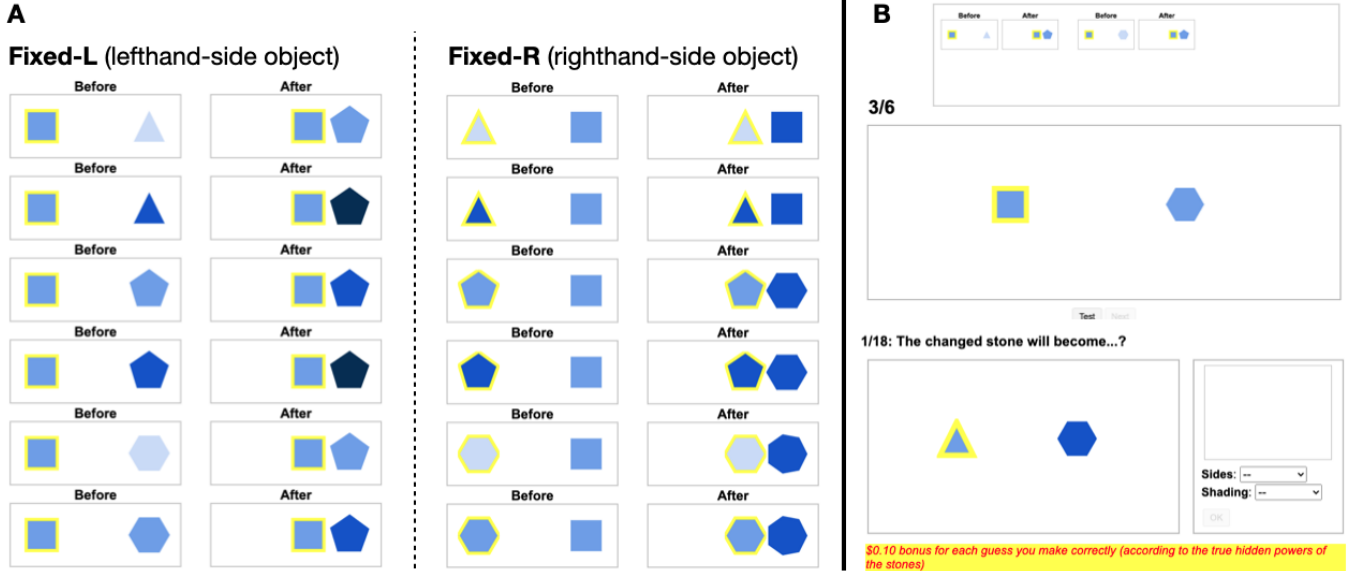 A
Fixed-L (lefthand-side object)
Before After
Before After
Before After
Before After
Before After
Before After
Fixed-R (righthand-side object)
Before After
Before After
Before After
Before After
Before After
Before After
B
Before After Before After
3/6
Test Next
1/18: The changed stone will become...?
Sides: --
Shading: --
OK
$0.10 bonus for each guess you make correctly (according to the true hidden powers of
the stones)